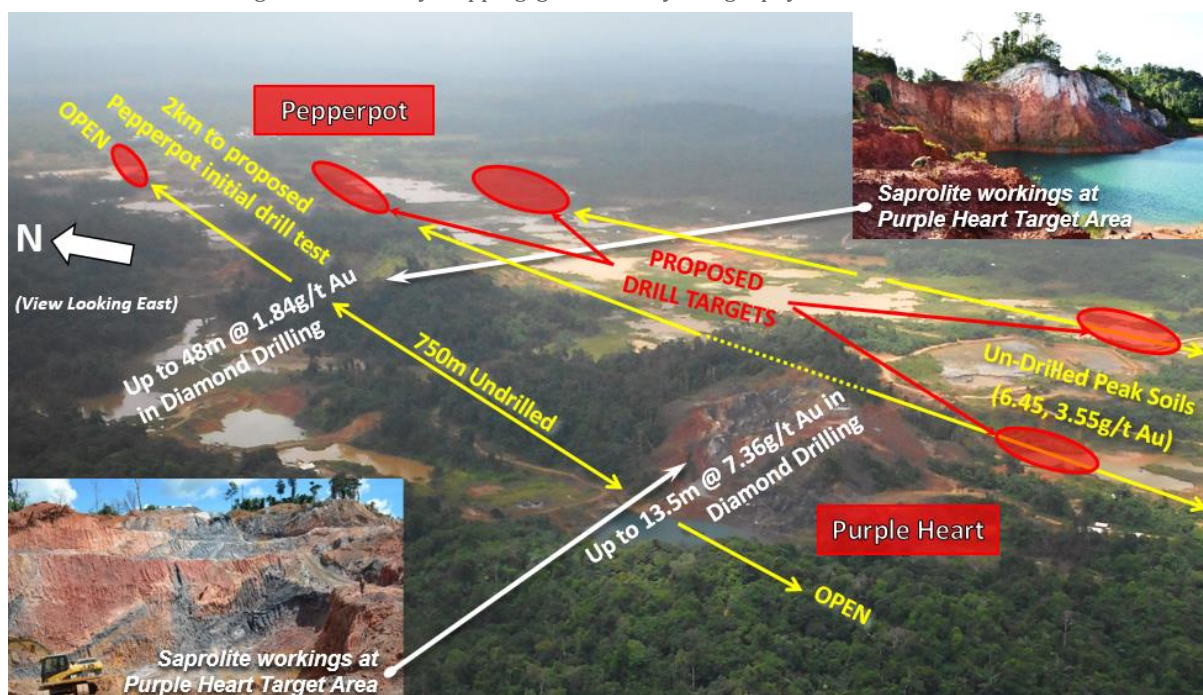 Pepperpot
OPEN
2km to proposed
Pepperpot initial drill test
N
(View Looking East)
Saprolite workings at
Purple Heart Target Area
PROPOSED
DRILL TARGETS
Up to 48m @ 1.84g/t Au
in Diamond Drilling
750m Undrilled
Un-Drilled Peak Soils
(6.45, 3.55g/t Au)
Up to 13.5m @ 7.36g/t Au in
Diamond Drilling
Purple Heart
OPEN
Saprolite workings at
Purple Heart Target Area